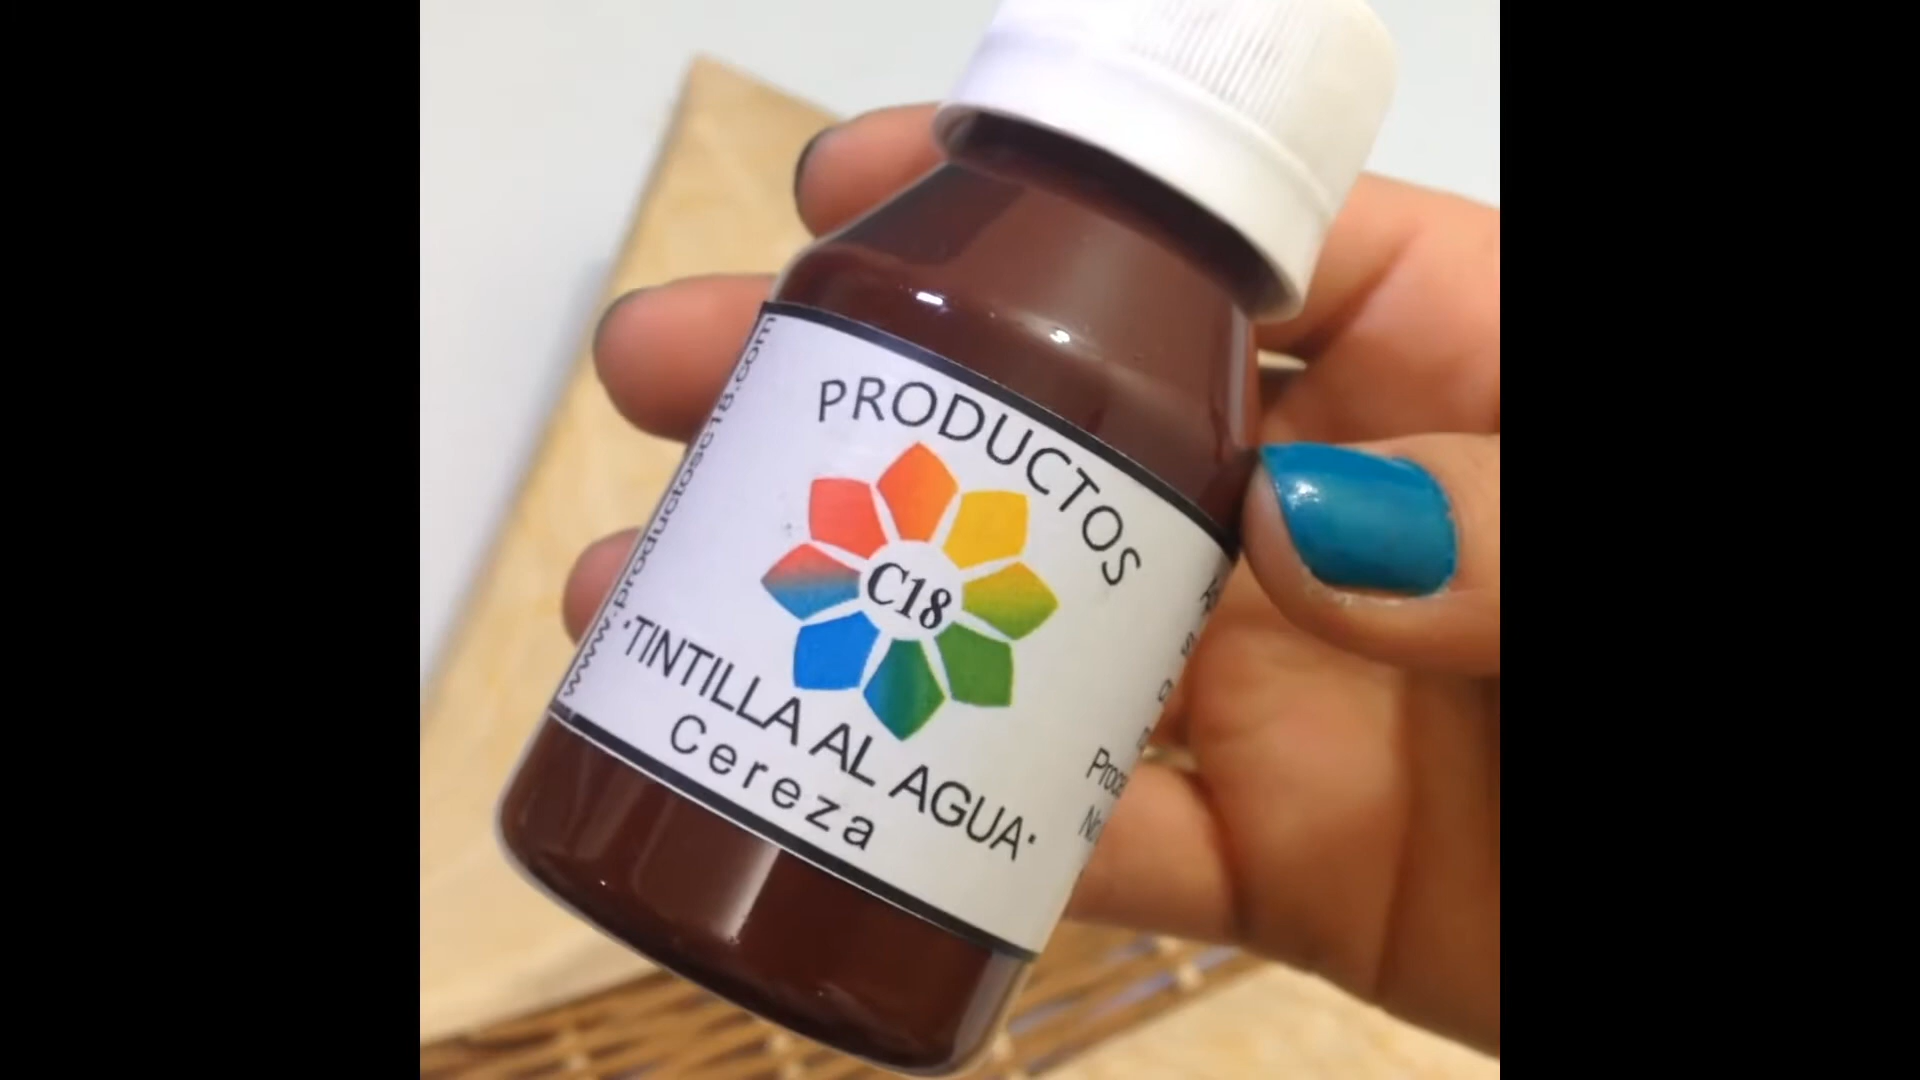 www.productosc18.com
PRODUCTOS
C18
·TINTILLA AL AGUA·
Cereza